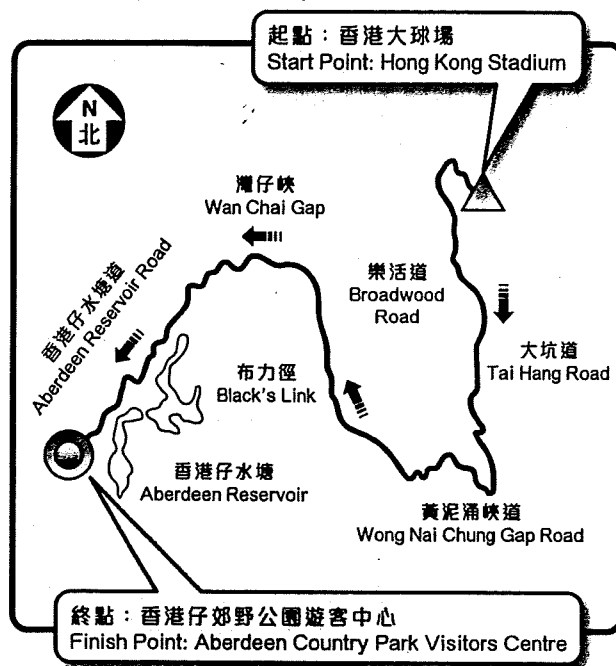 起點：香港大球場
Start Point: Hong Kong Stadium
N
北
灣仔峽
Wan Chai Gap
香港仔水塘道
Aberdeen Reservoir Road
樂活道
Broadwood
Road
大坑道
Tai Hang Road
布力徑
Black's Link
香港仔水塘
Aberdeen Reservoir
黃泥涌峽道
Wong Nai Chung Gap Road
終點：香港仔郊野公園遊客中心
Finish Point: Aberdeen Country Park Visitors Centre